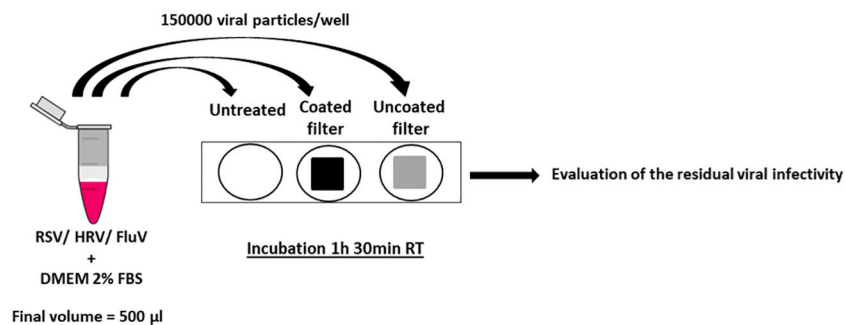 150000 viral particles/well
Untreated
Coated
filter
Uncoated
filter
Evaluation of the residual viral infectivity
RSV/ HRV/ FluV
+
DMEM 2% FBS
Incubation 1h 30min RT
Final volume = 500 µl